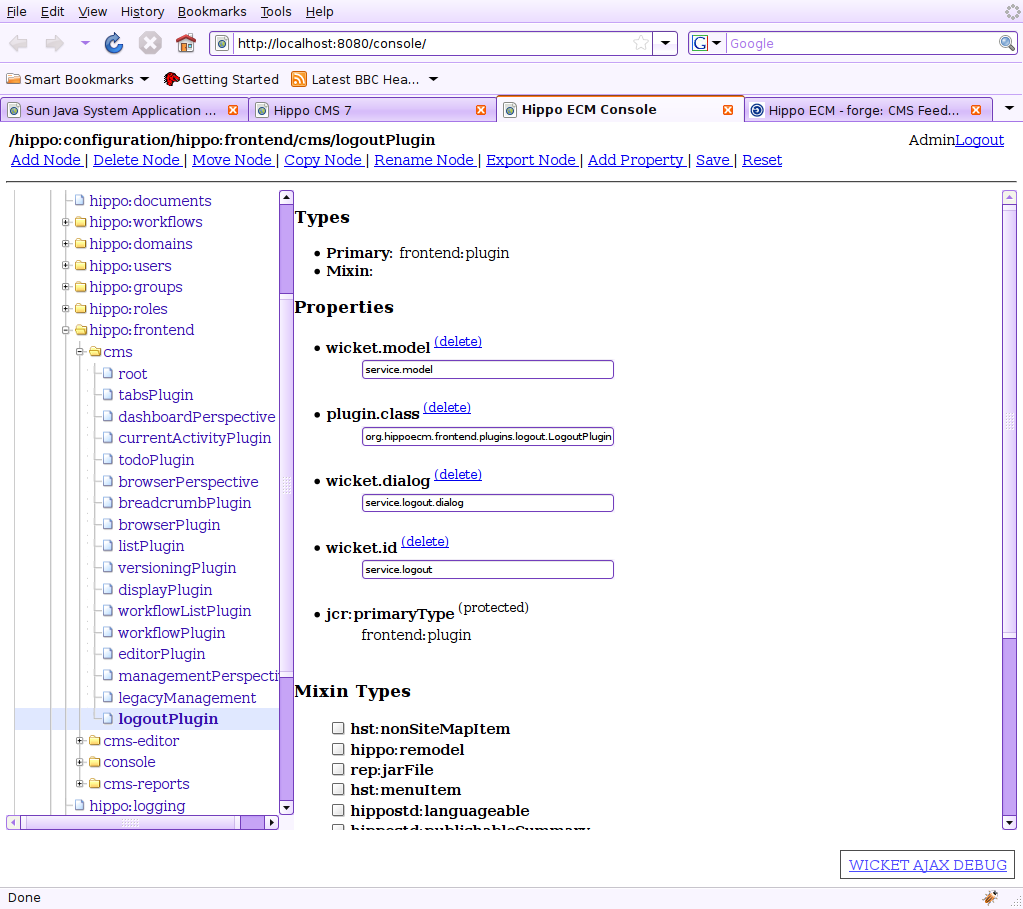 File Edit View History Bookmarks Tools Help
http://localhost:8080/console/
G Google
Smart Bookmarks Getting Started Latest BBC Hea...
Sun Java System Application ... Hippo CMS 7 Hippo ECM Console Hippo ECM - forge: CMS Feed...
/hippo:configuration/hippo:frontend/cms/logoutPlugin AdminLogout
Add Node | Delete Node | Move Node | Copy Node | Rename Node | Export Node | Add Property | Save | Reset
hippo:documents
hippo:workflows
hippo:domains
hippo:users
hippo:groups
hippo:roles
hippo:frontend
cms
root
tabsPlugin
dashboardPerspective
currentActivityPlugin
todoPlugin
browserPerspective
breadcrumbPlugin
browserPlugin
listPlugin
versioningPlugin
displayPlugin
workflowListPlugin
workflowPlugin
editorPlugin
managementPerspecti
legacyManagement
logoutPlugin
cms-editor
console
cms-reports
hippo:logging
Types
• Primary: frontend:plugin
• Mixin:
Properties
• wicket.model (delete)
service.model
• plugin.class (delete)
org.hippoecm.frontend.plugins.logout.LogoutPlugin
• wicket.dialog (delete)
service.logout.dialog
• wicket.id (delete)
service.logout
• jcr:primaryType (protected)
frontend:plugin
Mixin Types
hst:nonSiteMapItem
hippo:remodel
rep:jarFile
hst:menuItem
hippostd:languageable
hippostd:publishableSummary
WICKET AJAX DEBUG
Done